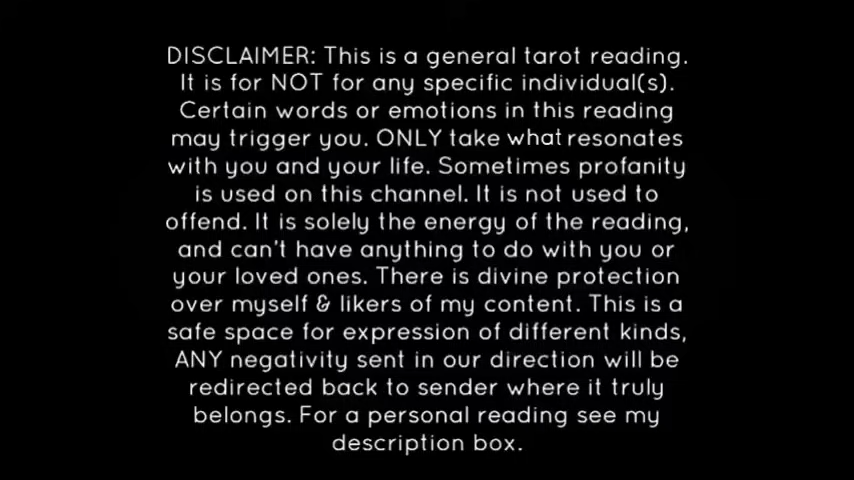 DISCLAIMER: This is a general tarot reading.
It is for NOT for any specific individual(s).
Certain words or emotions in this reading
may trigger you. ONLY take what resonates
with you and your life. Sometimes profanity
is used on this channel. It is not used to
offend. It is solely the energy of the reading,
and can't have anything to do with you or
your loved ones. There is divine protection
over myself & likers of my content. This is a
safe space for expression of different kinds,
ANY negativity sent in our direction will be
redirected back to sender where it truly
belongs. For a personal reading see my
description box.